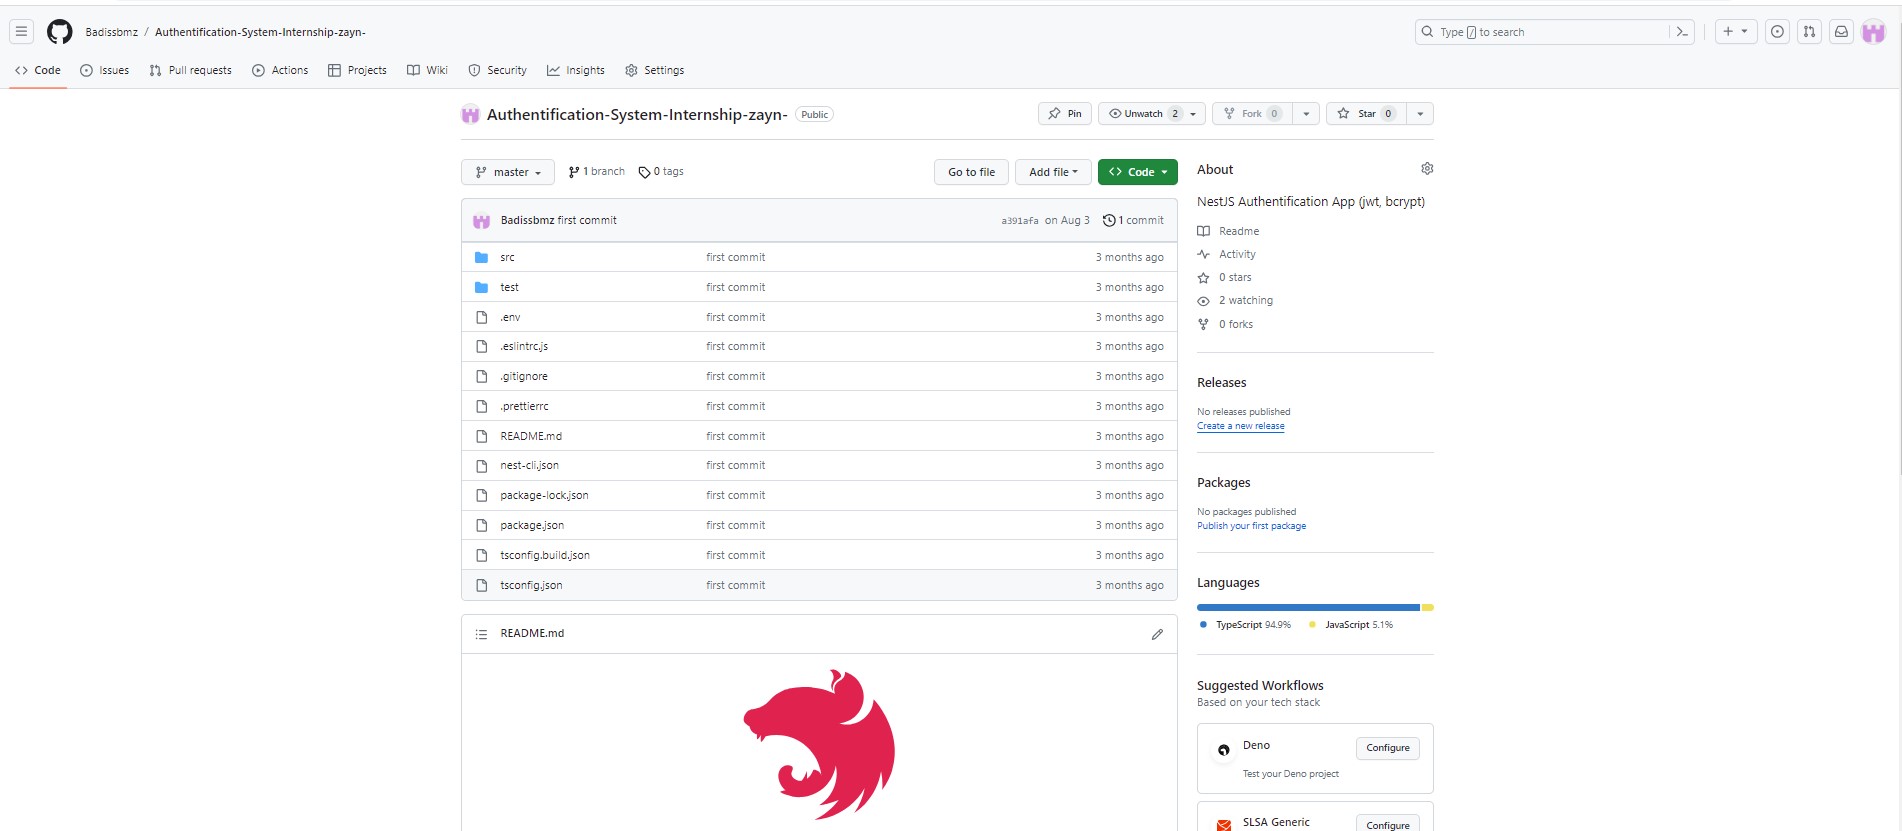 Badissbmz / Authentification-System-Internship-zayn-
Type / to search
Code Issues Pull requests Actions Projects Wiki Security Insights Settings
Authentification-System-Internship-zayn- Public
Pin Unwatch 2 Fork 0 Star 0
master 1 branch 0 tags
Go to file Add file Code
Badissbmz first commit a391afa on Aug 3 1 commit
src first commit 3 months ago
test first commit 3 months ago
.env first commit 3 months ago
.eslintrc.js first commit 3 months ago
.gitignore first commit 3 months ago
.prettierrc first commit 3 months ago
README.md first commit 3 months ago
nest-cli.json first commit 3 months ago
package-lock.json first commit 3 months ago
package.json first commit 3 months ago
tsconfig.build.json first commit 3 months ago
tsconfig.json first commit 3 months ago
README.md
About
NestJS Authentification App (jwt, bcrypt)
Readme
Activity
0 stars
2 watching
0 forks
Releases
No releases published
Create a new release
Packages
No packages published
Publish your first package
Languages
TypeScript 94.9% JavaScript 5.1%
Suggested Workflows
Based on your tech stack
Deno Configure
Test your Deno project
SLSA Generic Configure